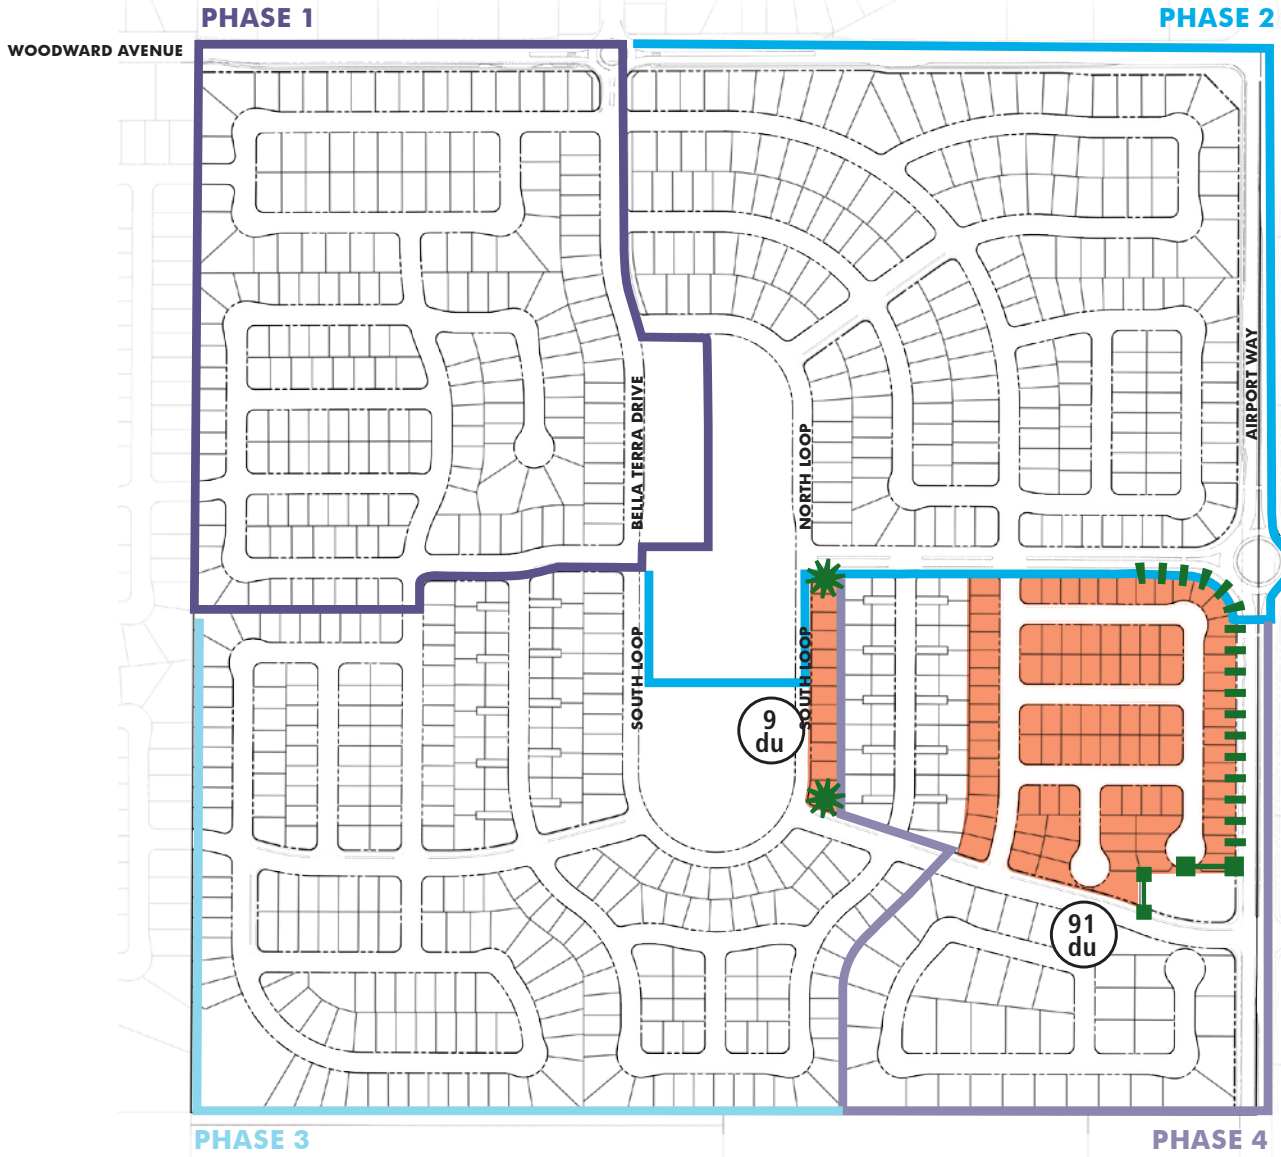 PHASE 1
PHASE 2
WOODWARD AVENUE
BELLA TERRA DRIVE
NORTH LOOP
AIRPORT WAY
SOUTH LOOP
SOUTH LOOP
9
du
91
du
PHASE 3
PHASE 4